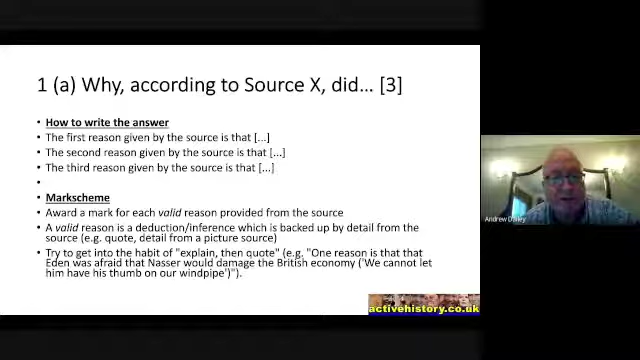 1 (a) Why, according to Source X, did... [3]
• How to write the answer
• The first reason given by the source is that [...]
• The second reason given by the source is that [...]
• The third reason given by the source is that [...]
•
• Markscheme
• Award a mark for each valid reason provided from the source
• A valid reason is a deduction/inference which is backed up by detail from the
source (e.g. quote, detail from a picture source)
• Try to get into the habit of "explain, then quote" (e.g. "One reason is that that
Eden was afraid that Nasser would damage the British economy ('We cannot let
him have his thumb on our windpipe')").
activehistory.co.uk
Andrew